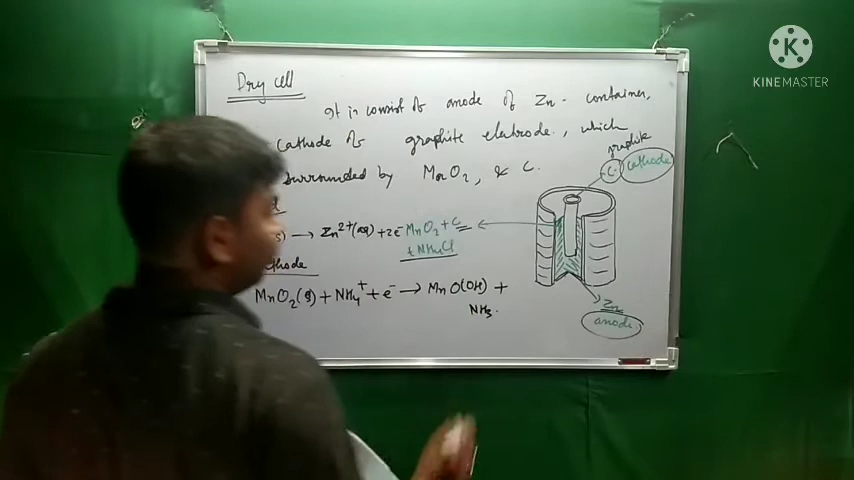 Dry cell
It is consist of anode of Zn - container,
cathode of graphite electrode, which
surrounded by MnO2, & C.
graphite
C
cathode
→ Zn2+(aq) + 2e-
MnO2 + C
+ NH4Cl
MnO2(s) + NH4+ + e- → MnO(OH) +
NH3.
Zn
anode
K
KINEMASTER